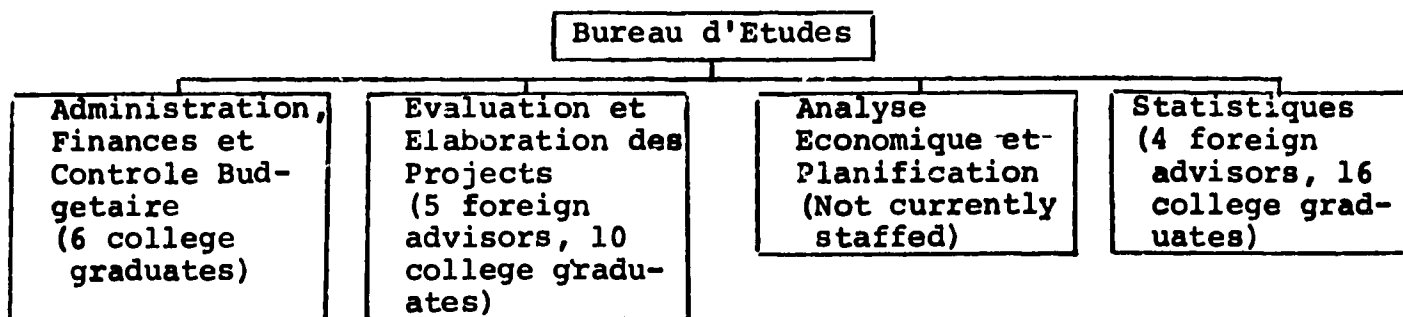 Bureau d'Etudes
Administration,
Finances et
Controle Bud-
getaire
(6 college
graduates)
Evaluation et
Elaboration des
Projects
(5 foreign
advisors, 10
college gradu-
ates)
Analyse
Economique et
Planification
(Not currently
staffed)
Statistiques
(4 foreign
advisors, 16
college grad-
uates)